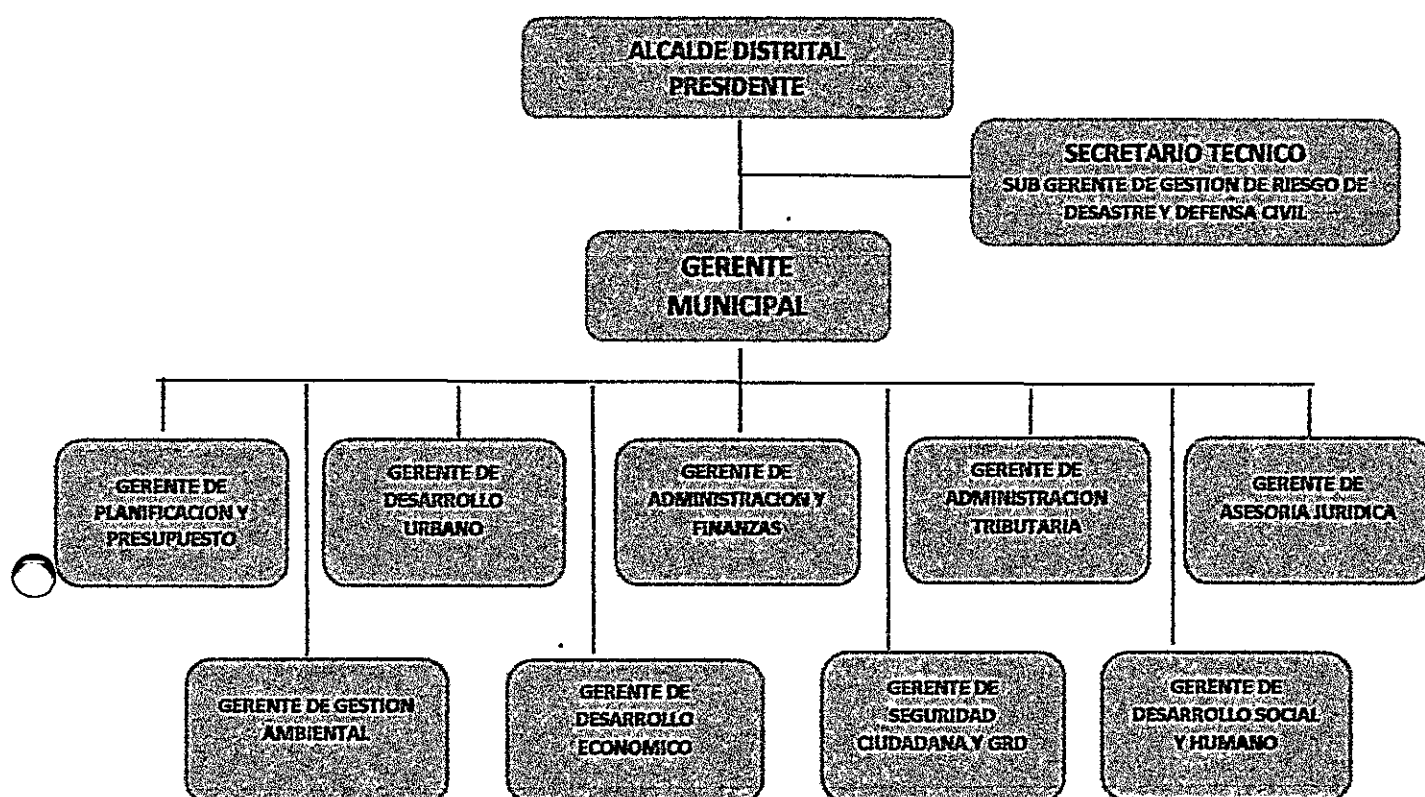 ALCALDE DISTRITAL
PRESIDENTE
SECRETARIO TECNICO
SUB GERENTE DE GESTION DE RIESGO DE
DESASTRE Y DEFENSA CIVIL
GERENTE
MUNICIPAL
GERENTE DE
PLANIFICACION Y
PRESUPUESTO
GERENTE DE
DESARROLLO
URBANO
GERENTE DE
ADMINISTRACION Y
FINANZAS
GERENTE DE
ADMINISTRACION
TRIBUTARIA
GERENTE DE
ASESORIA JURIDICA
GERENTE DE GESTION
AMBIENTAL
GERENTE DE
DESARROLLO
ECONOMICO
GERENTE DE
SEGURIDAD
CIUDADANA Y GRD
GERENTE DE
DESARROLLO SOCIAL
Y HUMANO